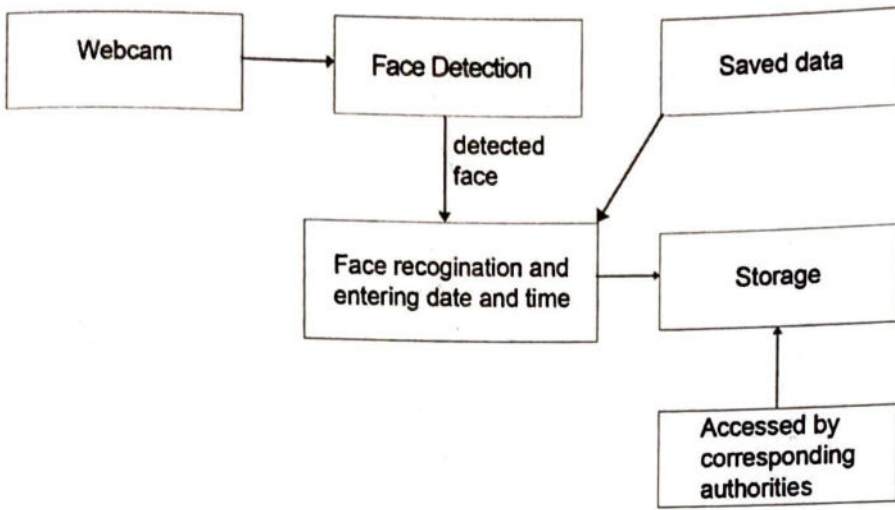 Webcam
Face Detection
Saved data
detected
face
Face recogination and
entering date and time
Storage
Accessed by
corresponding
authorities